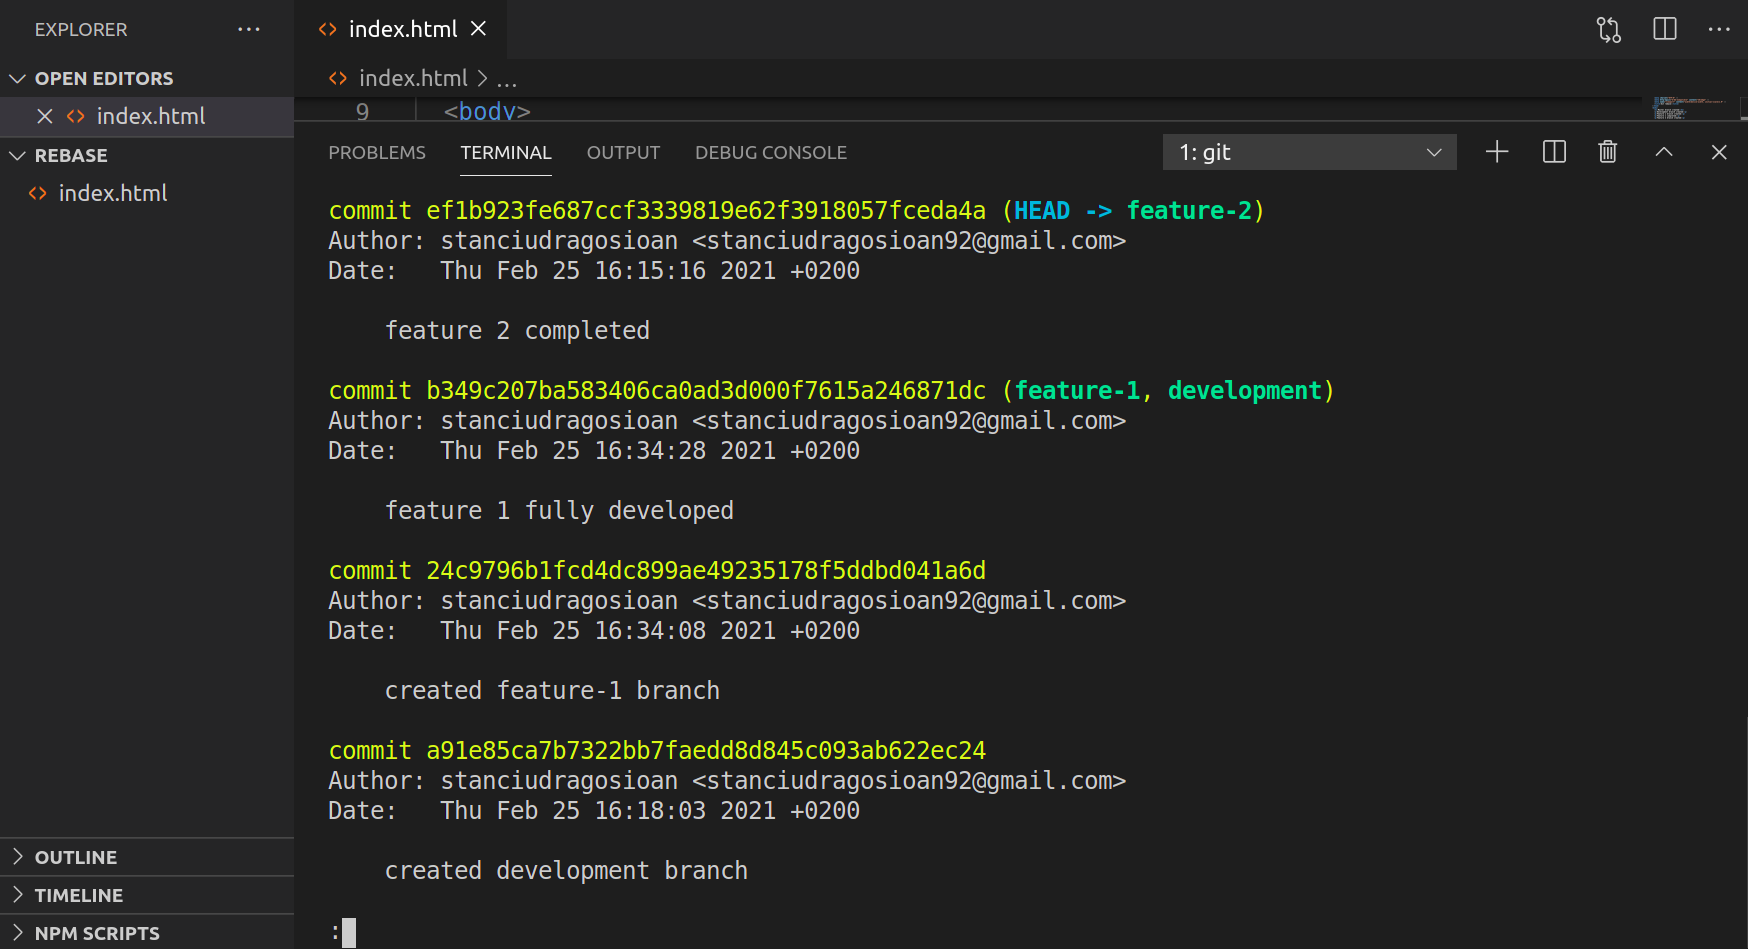 EXPLORER
OPEN EDITORS
index.html
REBASE
index.html
OUTLINE
TIMELINE
NPM SCRIPTS
index.html
index.html > ...
9 <body>
PROBLEMS TERMINAL OUTPUT DEBUG CONSOLE 1: git
commit ef1b923fe687ccf3339819e62f3918057fceda4a (HEAD -> feature-2)
Author: stanciudragosioan <stanciudragosioan92@gmail.com>
Date:   Thu Feb 25 16:15:16 2021 +0200
feature 2 completed
commit b349c207ba583406ca0ad3d000f7615a246871dc (feature-1, development)
Author: stanciudragosioan <stanciudragosioan92@gmail.com>
Date:   Thu Feb 25 16:34:28 2021 +0200
feature 1 fully developed
commit 24c9796b1fcd4dc899ae49235178f5ddbd041a6d
Author: stanciudragosioan <stanciudragosioan92@gmail.com>
Date:   Thu Feb 25 16:34:08 2021 +0200
created feature-1 branch
commit a91e85ca7b7322bb7faedd8d845c093ab622ec24
Author: stanciudragosioan <stanciudragosioan92@gmail.com>
Date:   Thu Feb 25 16:18:03 2021 +0200
created development branch
: